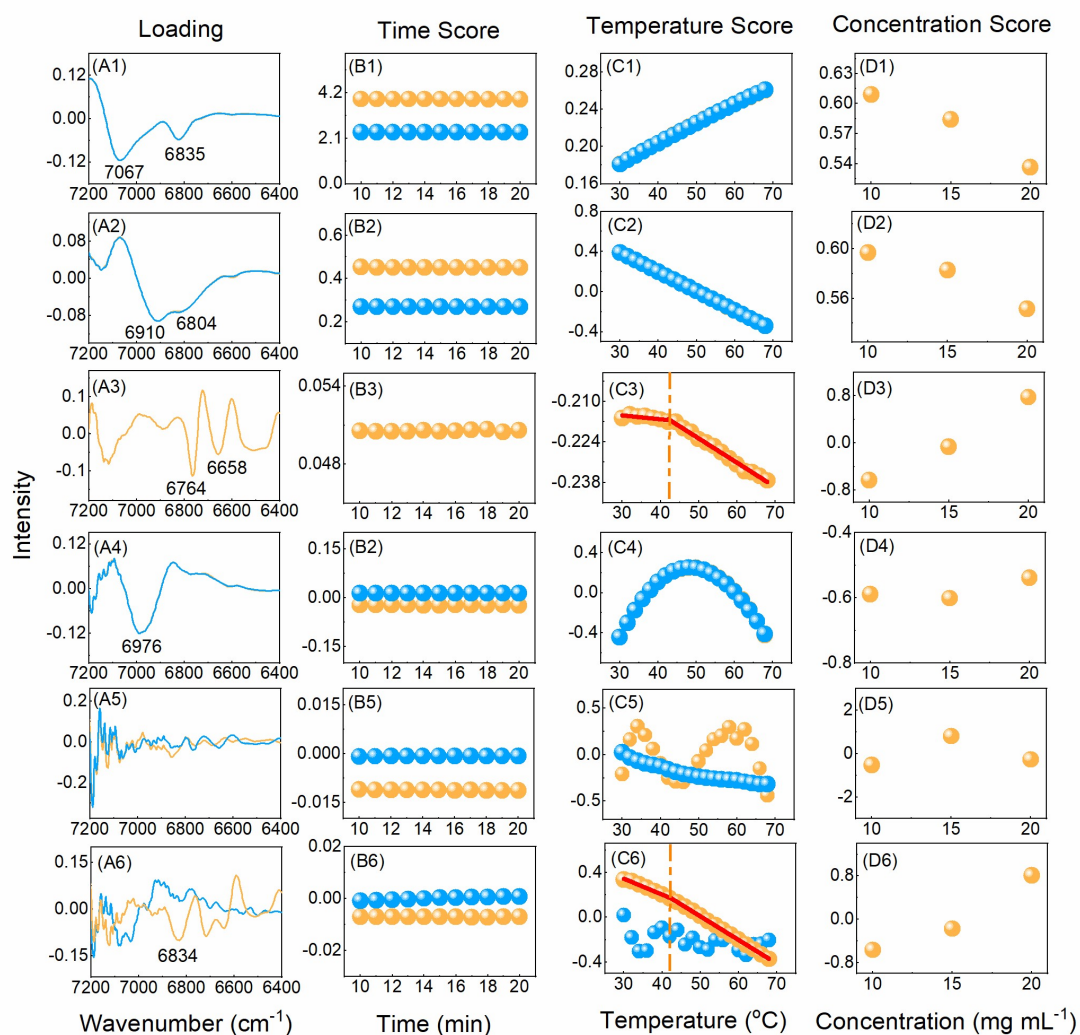 Loading Time Score Temperature Score Concentration Score
(A1) (B1) (C1) (D1)
0.12 0.00 -0.12
7067 6835
7200 7000 6800 6600 6400
4.2 2.1 0.0
10 12 14 16 18 20
0.28 0.24 0.20 0.16
30 40 50 60 70
0.63 0.60 0.57 0.54
10 15 20
(A2) (B2) (C2) (D2)
0.08 0.00 -0.08
6910 6804
7200 7000 6800 6600 6400
0.6 0.4 0.2
10 12 14 16 18 20
0.4 0.0 -0.4
30 40 50 60 70
0.60 0.56
10 15 20
(A3) (B3) (C3) (D3)
0.1 0.0 -0.1
6764 6658
7200 7000 6800 6600 6400
0.054 0.048
10 12 14 16 18 20
-0.210 -0.224 -0.238
30 40 50 60 70
0.8 0.0 -0.8
10 15 20
Intensity
(A4) (B2) (C4) (D4)
0.12 0.00 -0.12
6976
7200 7000 6800 6600 6400
0.15 0.00 -0.15
10 12 14 16 18 20
0.4 0.0 -0.4
30 40 50 60 70
-0.4 -0.6 -0.8
10 15 20
(A5) (B5) (C5) (D5)
0.2 0.0 -0.2
7200 7000 6800 6600 6400
0.015 0.000 -0.015
10 12 14 16 18 20
0.5 0.0 -0.5
30 40 50 60 70
2 0 -2
10 15 20
(A6) (B6) (C6) (D6)
0.15 0.00 -0.15
6834
7200 7000 6800 6600 6400
0.02 0.00 -0.02
10 12 14 16 18 20
0.4 0.0 -0.4
30 40 50 60 70
0.8 0.0 -0.8
10 15 20
Wavenumber (cm⁻¹) Time (min) Temperature (°C) Concentration (mg mL⁻¹)